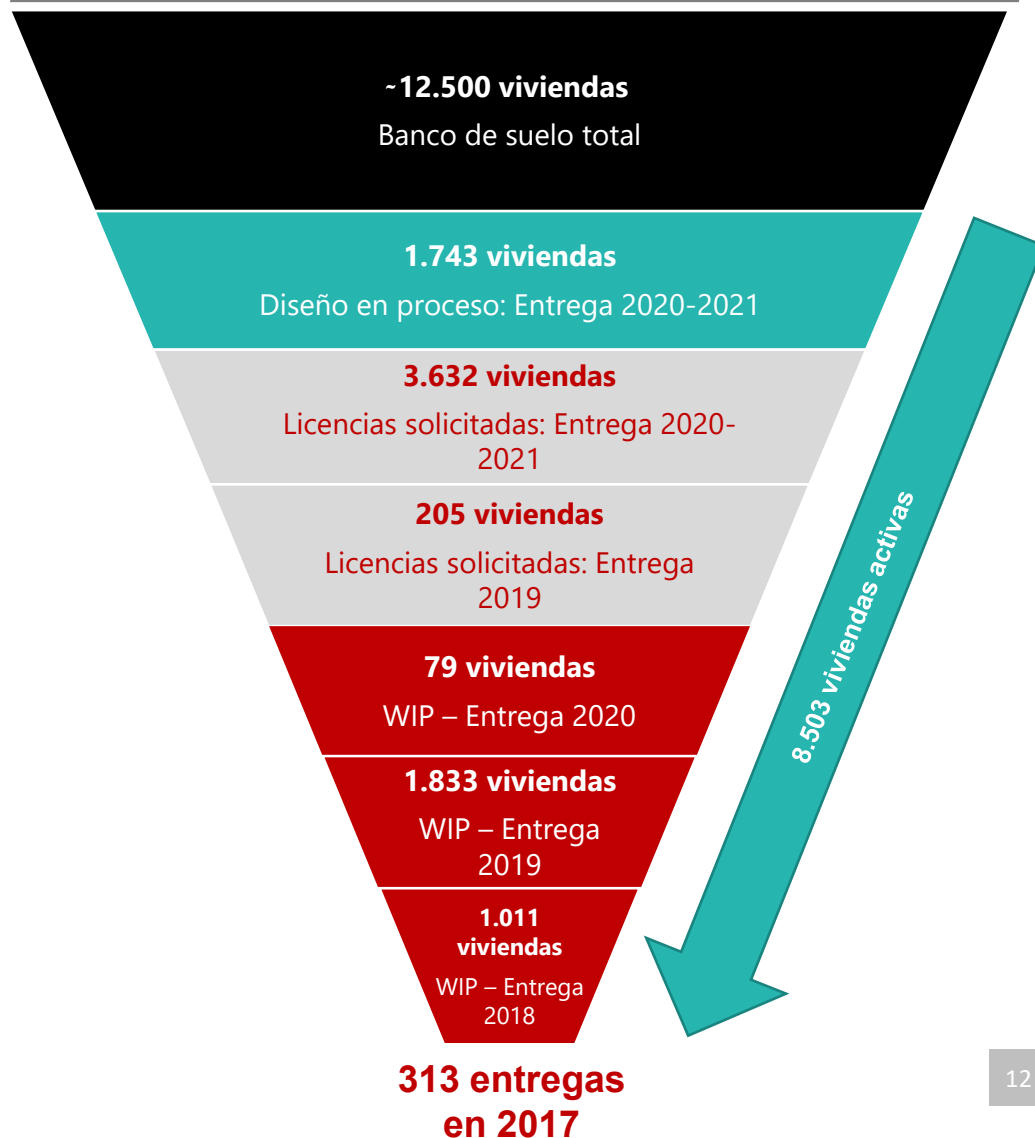 ~12.500 viviendas
Banco de suelo total
1.743 viviendas
Diseño en proceso: Entrega 2020-2021
3.632 viviendas
Licencias solicitadas: Entrega 2020-
2021
205 viviendas
Licencias solicitadas: Entrega
2019
79 viviendas
WIP – Entrega 2020
1.833 viviendas
WIP – Entrega
2019
1.011
viviendas
WIP – Entrega
2018
8.503 viviendas activas
313 entregas
en 2017
12